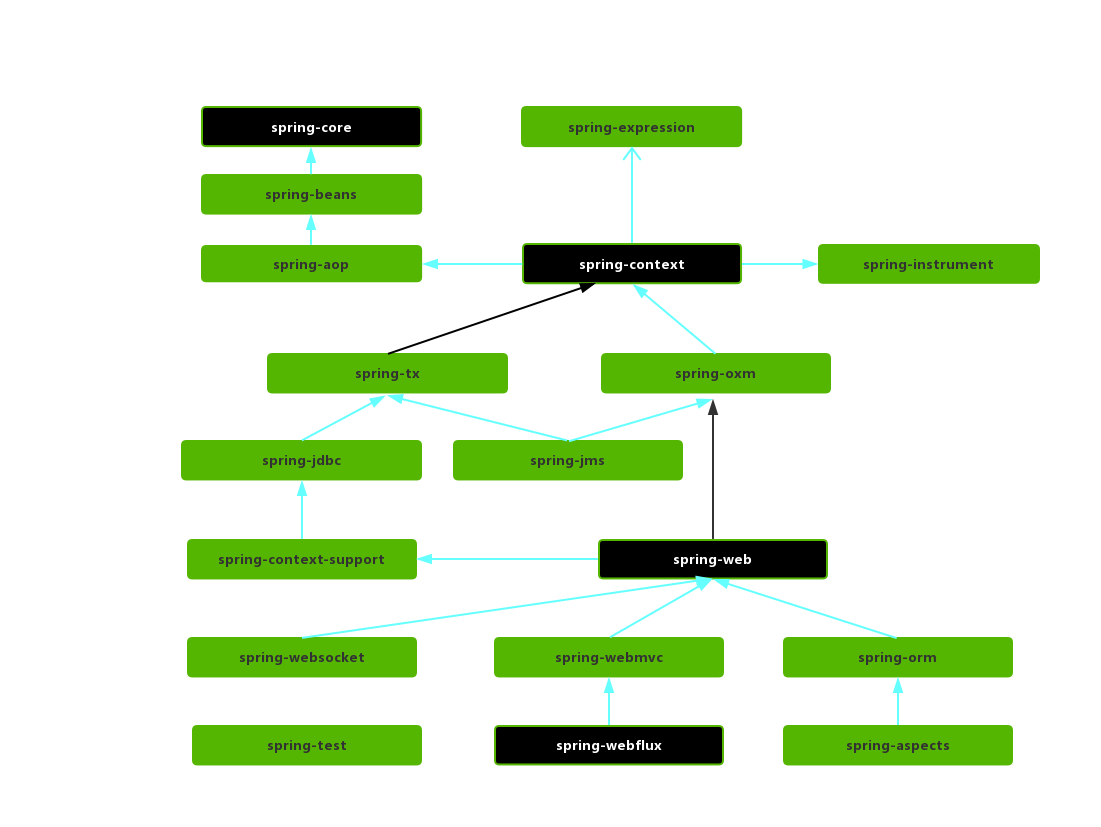 spring-core
spring-expression
spring-beans
spring-aop
spring-context
spring-instrument
spring-tx
spring-oxm
spring-jdbc
spring-jms
spring-context-support
spring-web
spring-websocket
spring-webmvc
spring-orm
spring-test
spring-webflux
spring-aspects